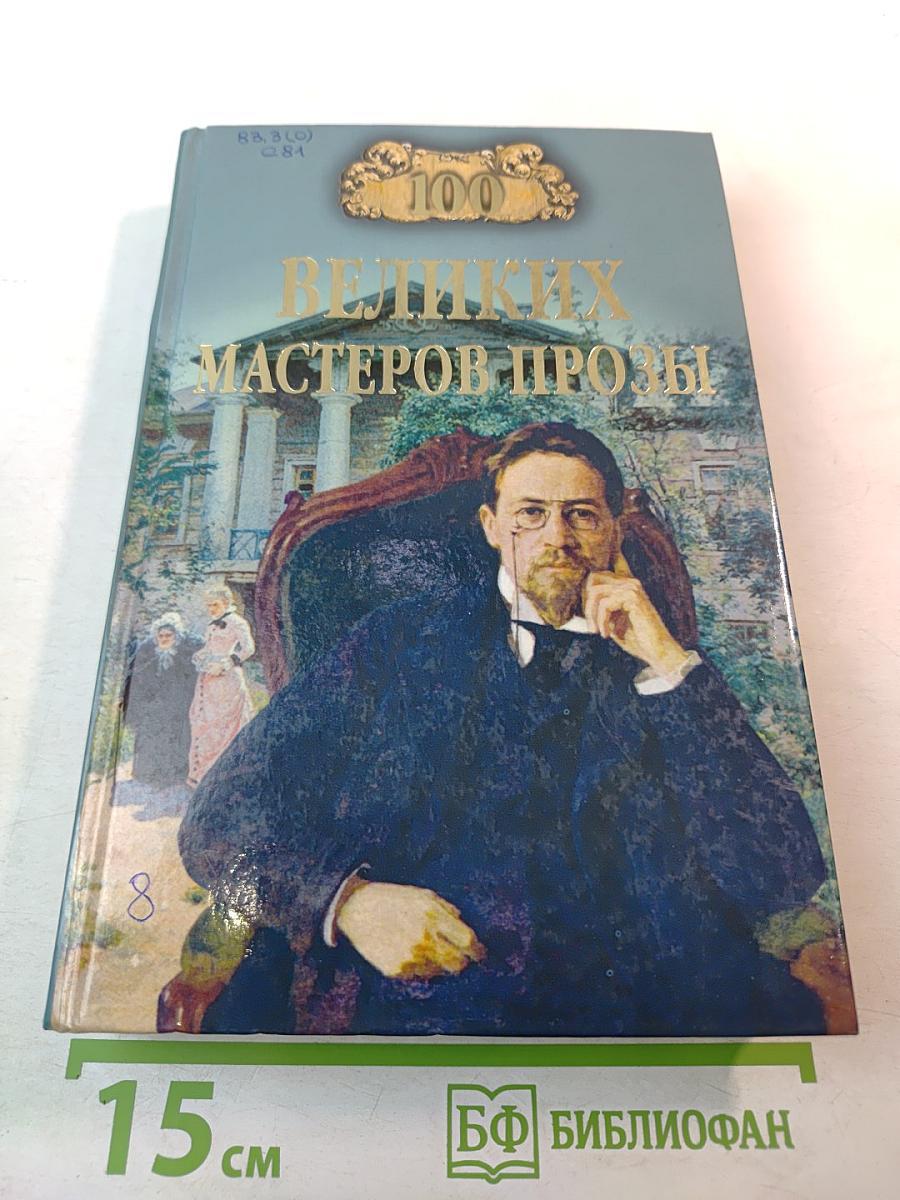 83.3(0)
С81
100
ВЕЛИКИХ
МАСТЕРОВ ПРОЗЫ
8
15 см
БФ БИБЛИОФАН